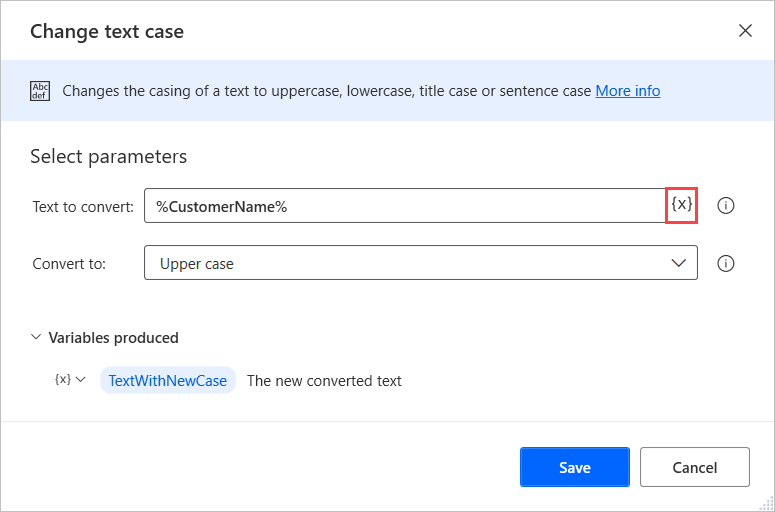 Change text case
Abc
def
Changes the casing of a text to uppercase, lowercase, title case or sentence case More info
Select parameters
Text to convert: %CustomerName% {x}
Convert to: Upper case
Variables produced
{x} TextWithNewCase The new converted text
Save Cancel